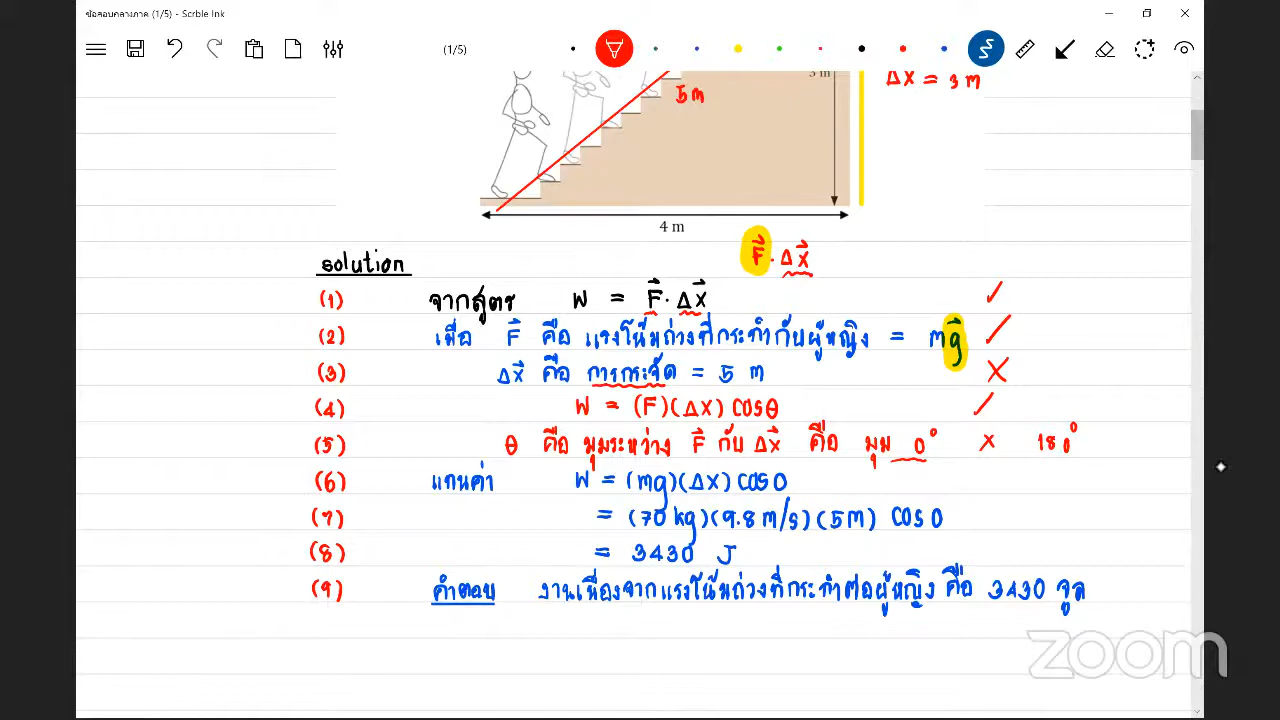 ข้อสอบกลางภาค (1/5) - Scrble Ink
(1/5)
3 m
Δx = 3 m
5 m
4 m
F⃗ · Δx⃗
solution
(1) จากสูตร W = F⃗ · Δx⃗ ✓
(2) เมื่อ F⃗ คือ แรงโน้มถ่วงที่กระทำกับผู้หญิง = mg⃗ ✓
(3) Δx⃗ คือ การกระจัด = 5 m ✗
(4) W = (F)(Δx) cosθ ✓
(5) θ คือ มุมระหว่าง F⃗ กับ Δx⃗ คือ มุม 0° × 180°
(6) แทนค่า W = (mg)(Δx) cos0
(7) = (70 kg)(9.8 m/s)(5m) cos0
(8) = 3430 J
(9) คำตอบ งานเนื่องจากแรงโน้มถ่วงที่กระทำต่อผู้หญิง คือ 3430 จูล
zoom